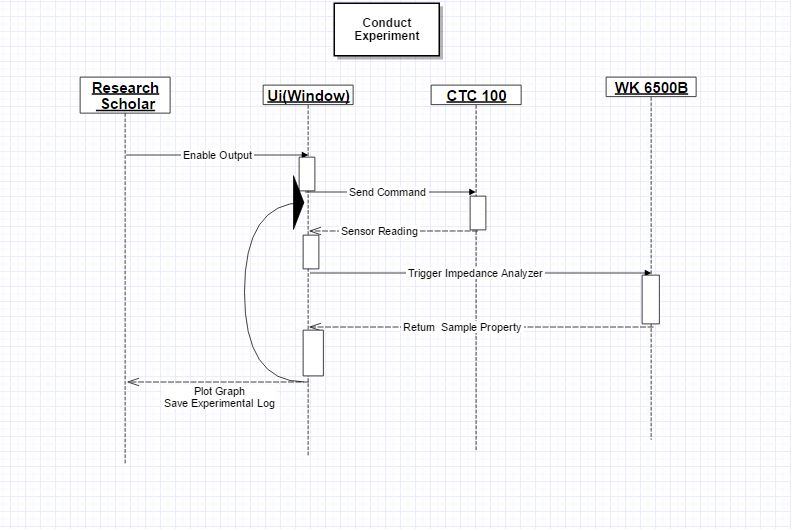 Conduct
Experiment
Research
Scholar
Ui(Window)
CTC 100
WK 6500B
Enable Output
Send Command
Sensor Reading
Trigger Impedance Analyzer
Return Sample Property
Plot Graph
Save Experimental Log